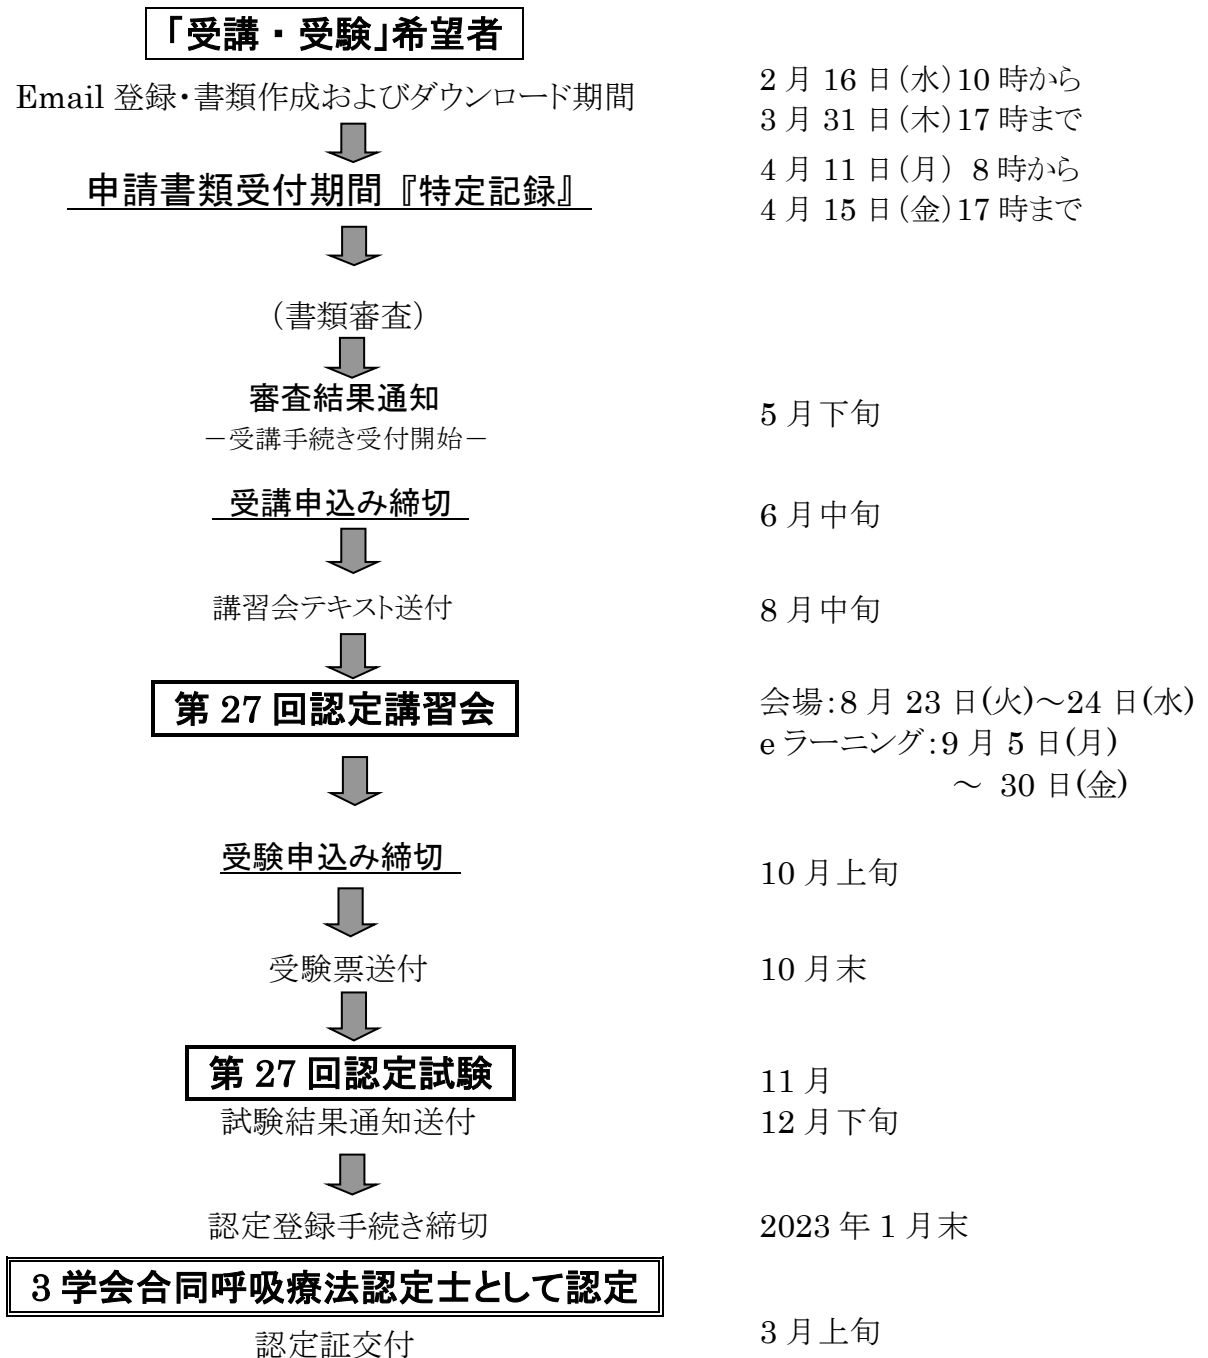 「受講・受験」希望者
Email 登録・書類作成およびダウンロード期間
2 月 16 日（水）10 時から
3 月 31 日（木）17 時まで
申請書類受付期間『特定記録』
4 月 11 日（月） 8 時から
4 月 15 日（金）17 時まで
（書類審査）
審査結果通知
－受講手続き受付開始－
5 月下旬
受講申込み締切
6 月中旬
講習会テキスト送付
8 月中旬
第 27 回認定講習会
会場：8 月 23 日(火)～24 日(水)
e ラーニング：9 月 5 日(月)
～ 30 日(金)
受験申込み締切
10 月上旬
受験票送付
10 月末
第 27 回認定試験
11 月
試験結果通知送付
12 月下旬
認定登録手続き締切
2023 年 1 月末
3 学会合同呼吸療法認定士として認定
認定証交付
3 月上旬